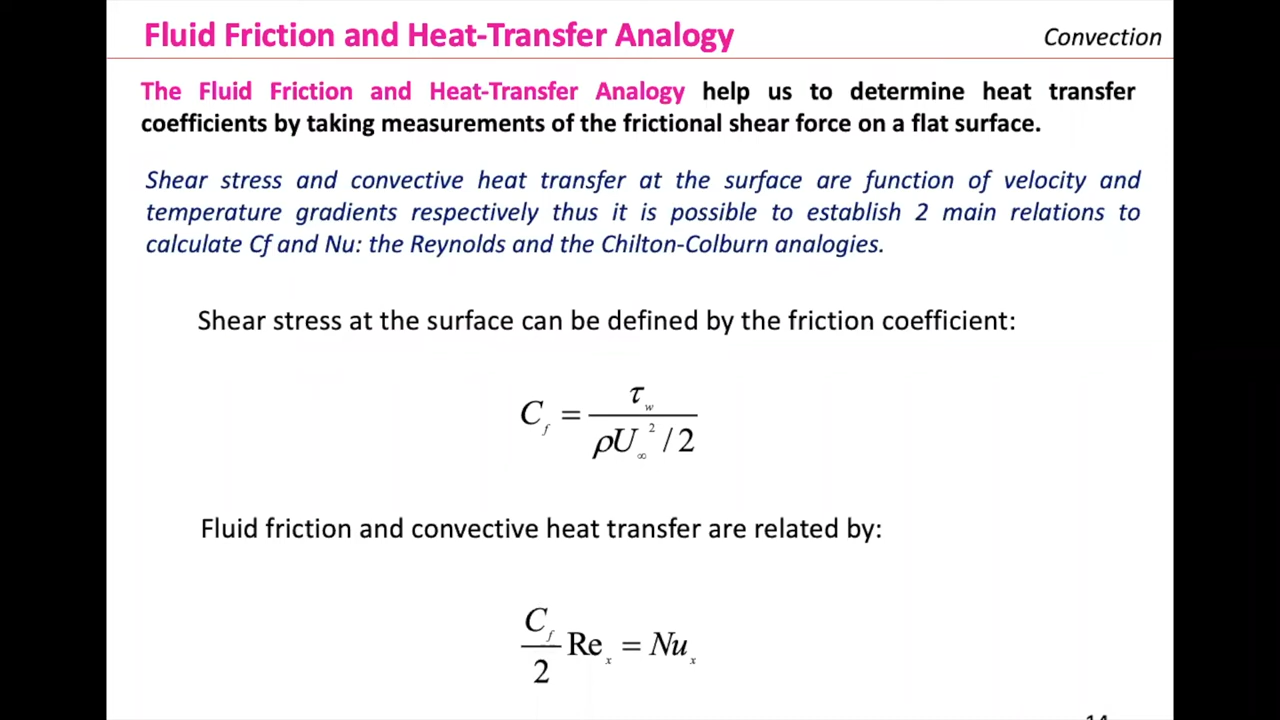 Fluid Friction and Heat-Transfer Analogy
Convection
The Fluid Friction and Heat-Transfer Analogy help us to determine heat transfer
coefficients by taking measurements of the frictional shear force on a flat surface.
Shear stress and convective heat transfer at the surface are function of velocity and
temperature gradients respectively thus it is possible to establish 2 main relations to
calculate Cf and Nu: the Reynolds and the Chilton-Colburn analogies.
Shear stress at the surface can be defined by the friction coefficient:
C_f = τ_w / (ρU_∞^2 / 2)
Fluid friction and convective heat transfer are related by:
C_f / 2 Re_x = Nu_x